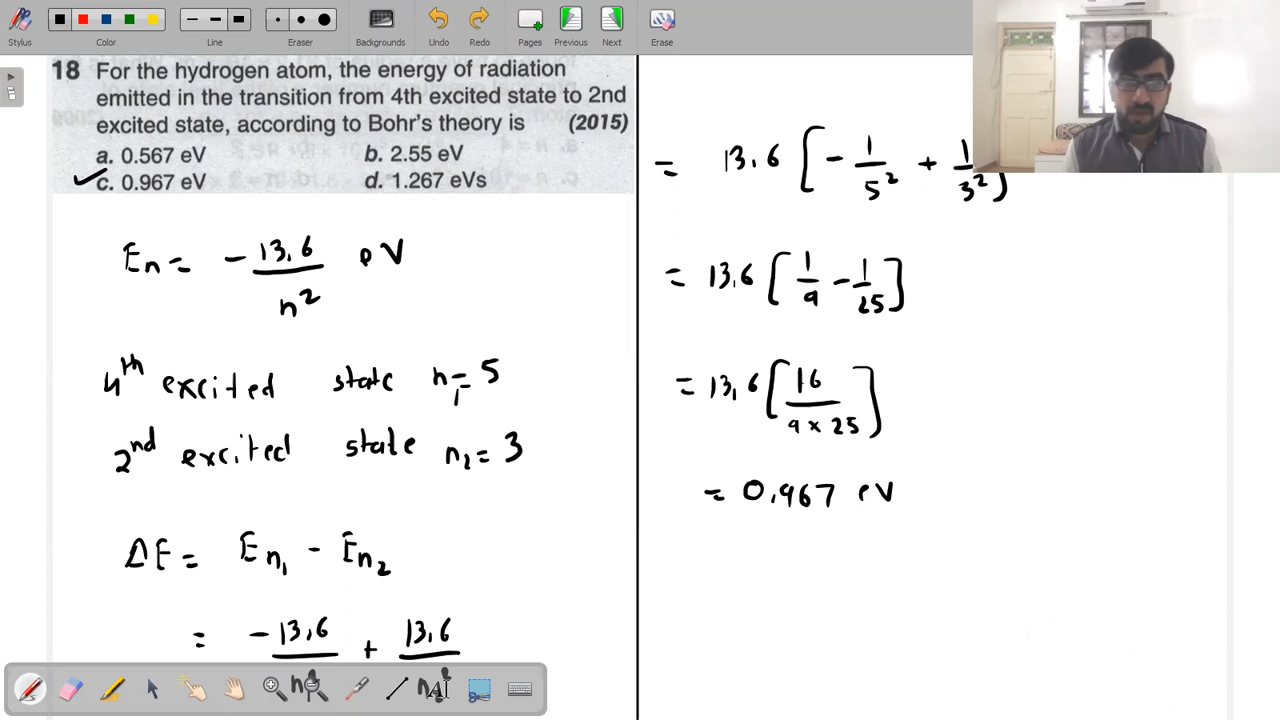 Stylus
Color
Line
Eraser
Backgrounds
Undo
Redo
Pages
Previous
Next
Erase
18 For the hydrogen atom, the energy of radiation
emitted in the transition from 4th excited state to 2nd
excited state, according to Bohr's theory is (2015)
a. 0.567 eV b. 2.55 eV
c. 0.967 eV d. 1.267 eVs
En = - 13.6 / n² eV
4th excited state n1 = 5
2nd excited state n2 = 3
ΔE = En1 - En2
= -13.6 + 13.6
= 13.6 [ - 1/5² + 1/3² ]
= 13.6 [ 1/9 - 1/25 ]
= 13.6 [ 16 / 9 × 25 ]
= 0.967 eV